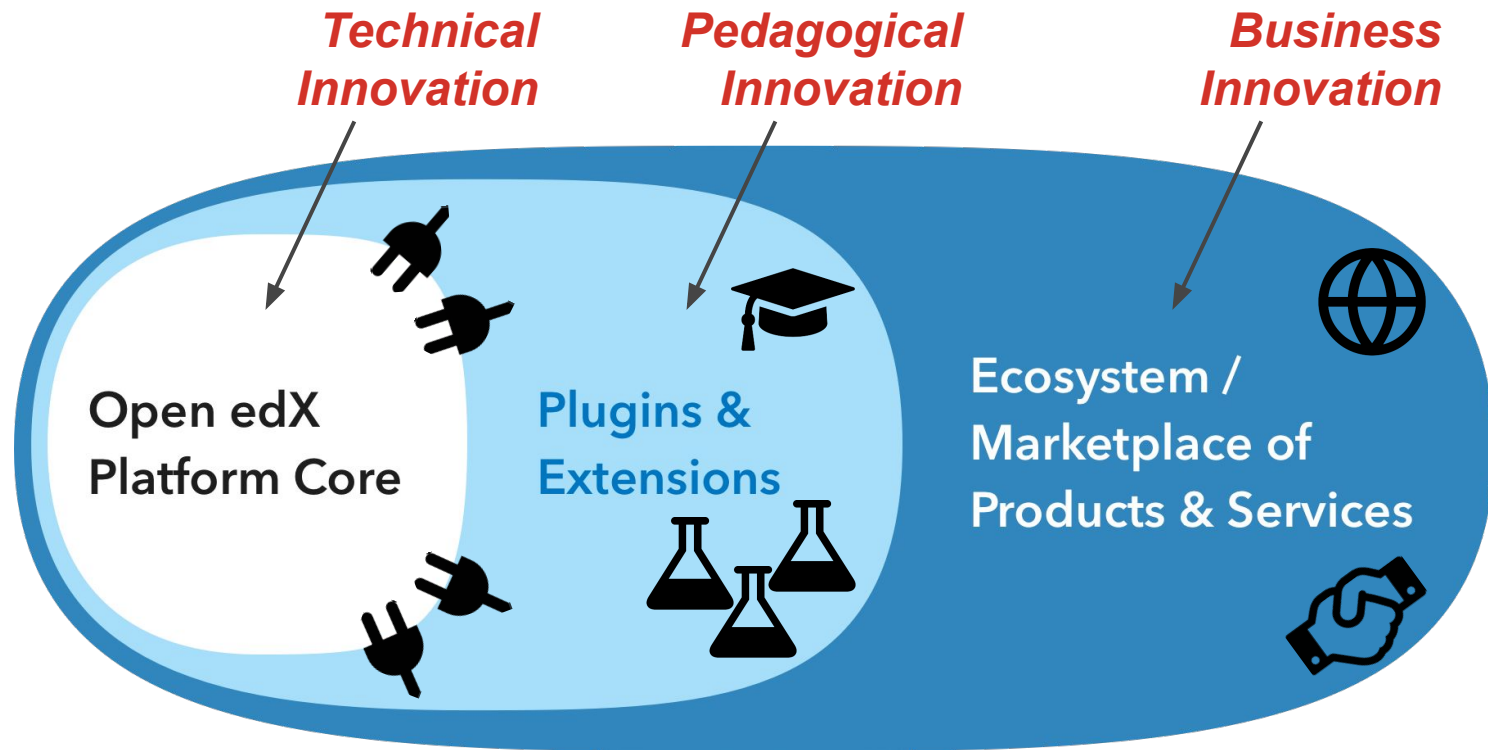 Technical
Innovation
Pedagogical
Innovation
Business
Innovation
Open edX
Platform Core
Plugins &
Extensions
Ecosystem /
Marketplace of
Products & Services